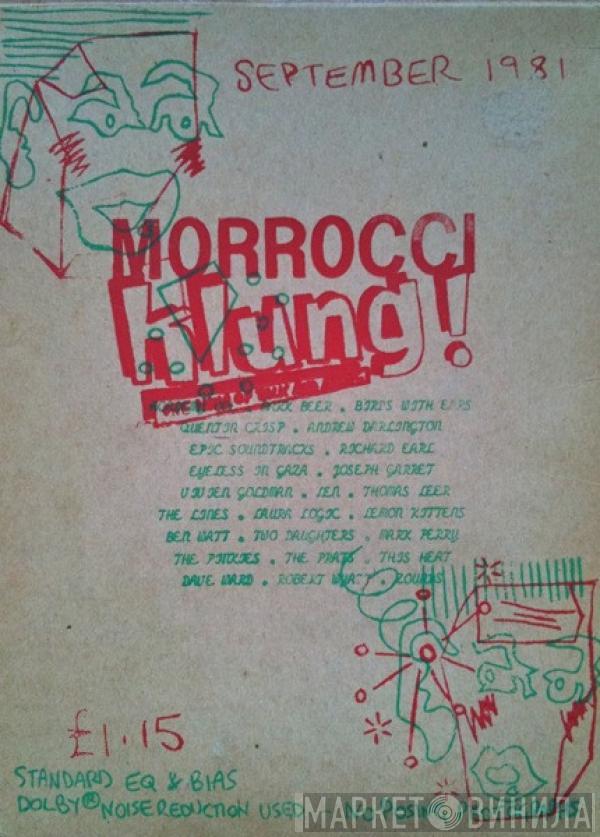 SEPTEMBER 1981
MORROCCI
Klung!
BEER . BIRDS WITH EARS
QUENTIN CRISP . ANDREW DARLINGTON
EPIC SOUNDTRACKS . RICHARD EARL
EYELESS IN GAZA . JOSEPH GARRET
VIVIEN GOLDMAN . LEN . THOMAS LEER
THE LINES . LAURA LOGIC . LEMON KITTENS
BEN WATT . TWO DAUGHTERS . MARK PERRY
THE PINKIES . THE PRATS . THIS HEAT
DAVE WARD . ROBERT WYATT .
£1.15
STANDARD EQ & BIAS
DOLBY® NOISE REDUCTION USED
МАРКЕТ ВИНИЛА